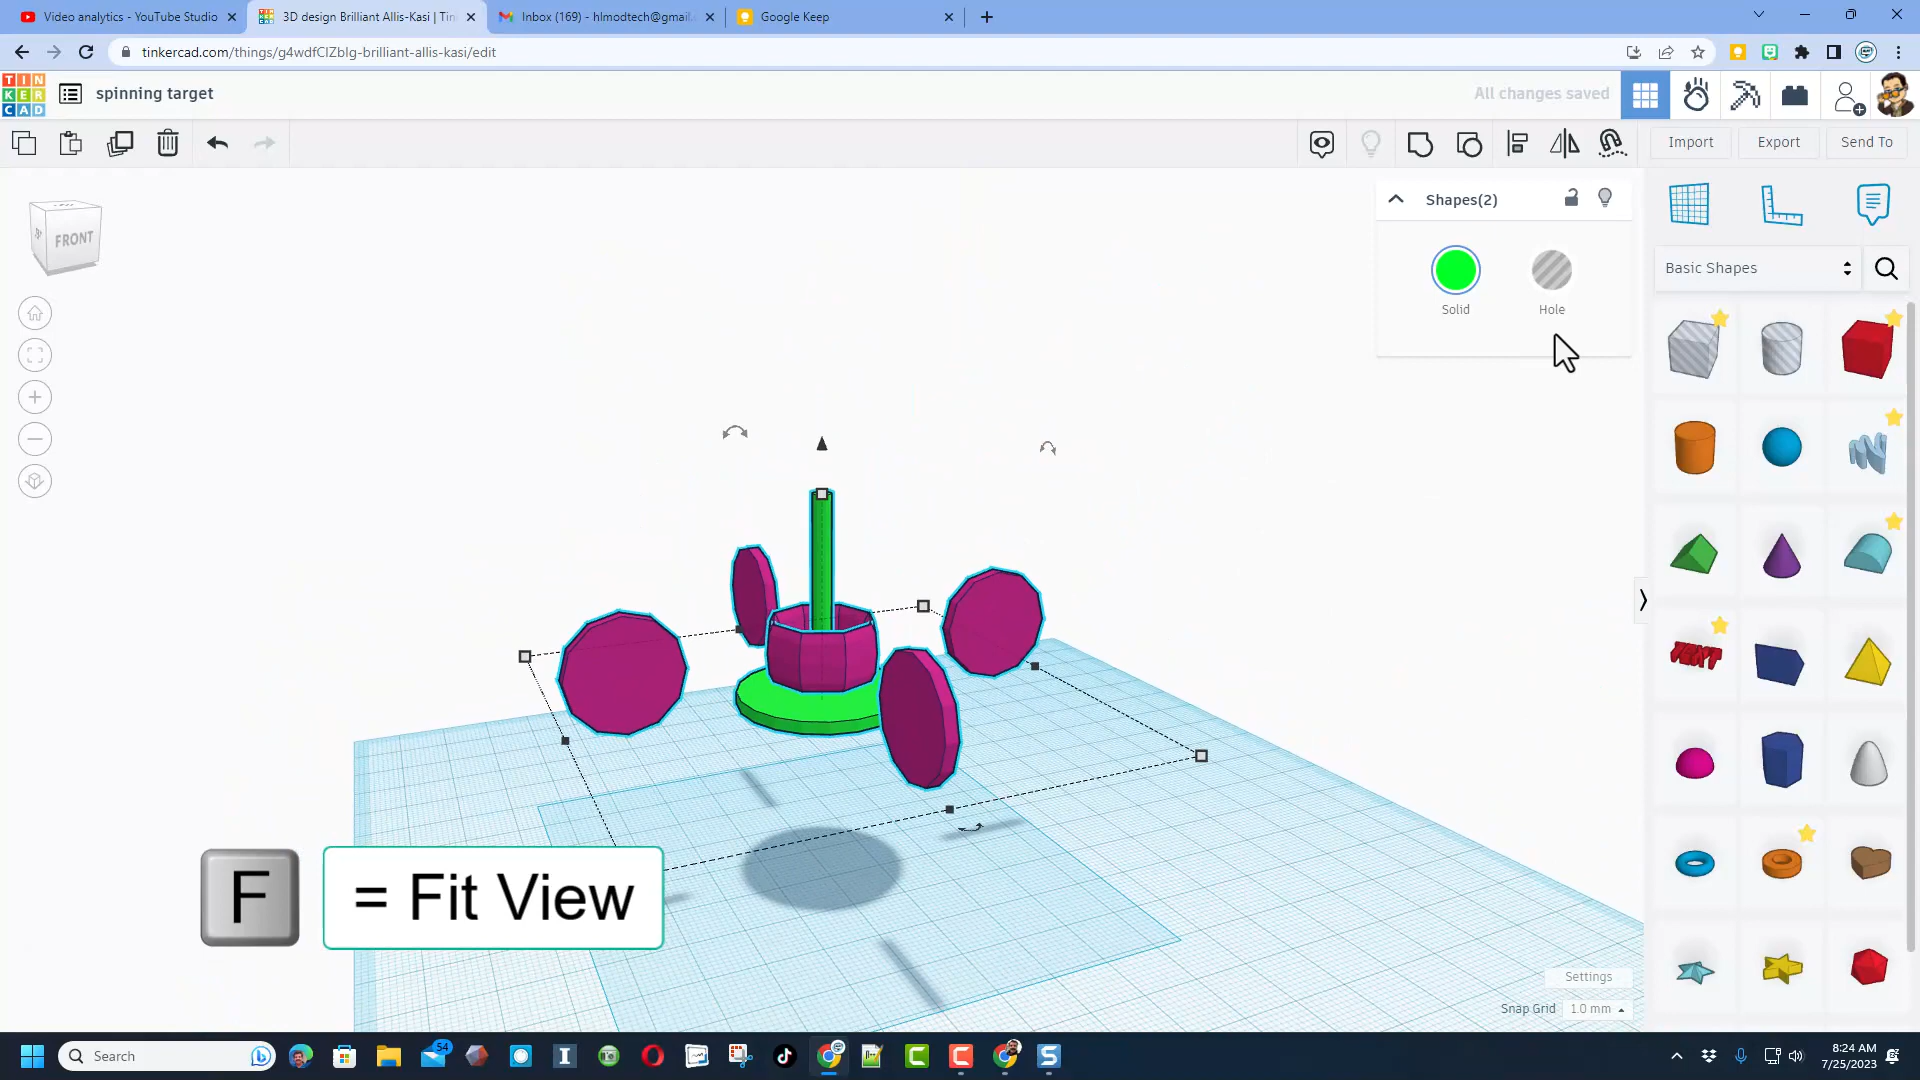 Video analytics - YouTube Studio
3D design Brilliant Allis-Kasi | Tin
Inbox (169) - hlmodtech@gmail.
Google Keep
tinkercad.com/things/g4wdfClZblg-brilliant-allis-kasi/edit
TIN
KER
CAD
spinning target
All changes saved
Import
Export
Send To
FRONT
Shapes(2)
Solid
Hole
Basic Shapes
TEXT
F
= Fit View
Settings
Snap Grid
1.0 mm
Search
54
8:24 AM
7/25/2023